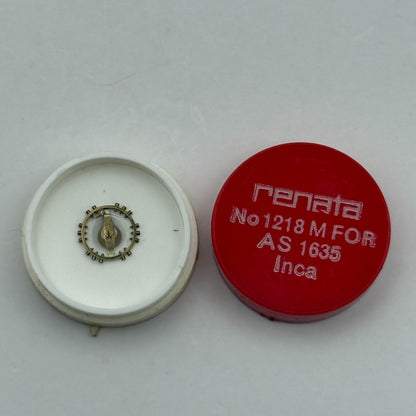 renata
No 1218 M FOR
AS 1635
Inca